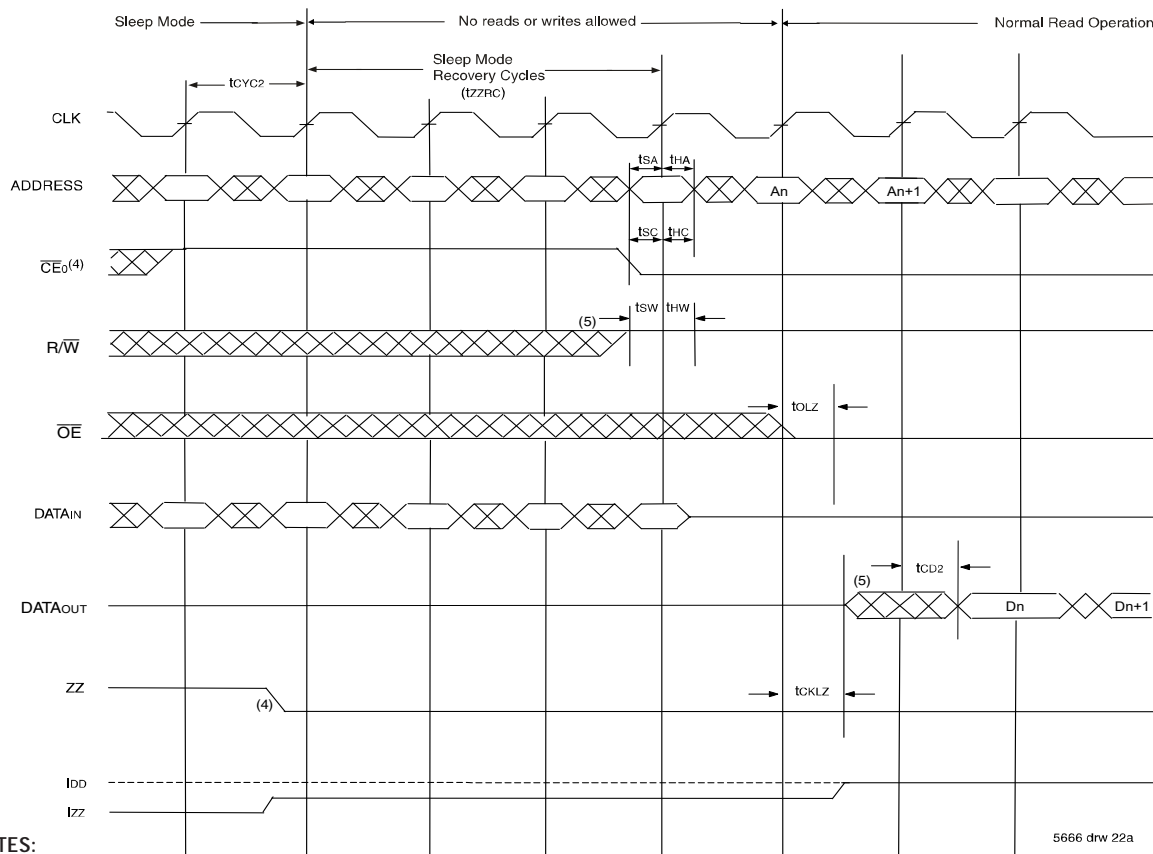 Sleep Mode
No reads or writes allowed
Normal Read Operation
Sleep Mode
Recovery Cycles
(tZZRC)
tCYC2
CLK
tSA tHA
ADDRESS
An
An+1
tSC tHC
CE0(4)
tSW tHW
(5)
R/W
tOLZ
OE
DATAIN
tCD2
(5)
DATAOUT
Dn
Dn+1
ZZ
(4)
tCKLZ
IDD
IZZ
5666 drw 22a
TES: